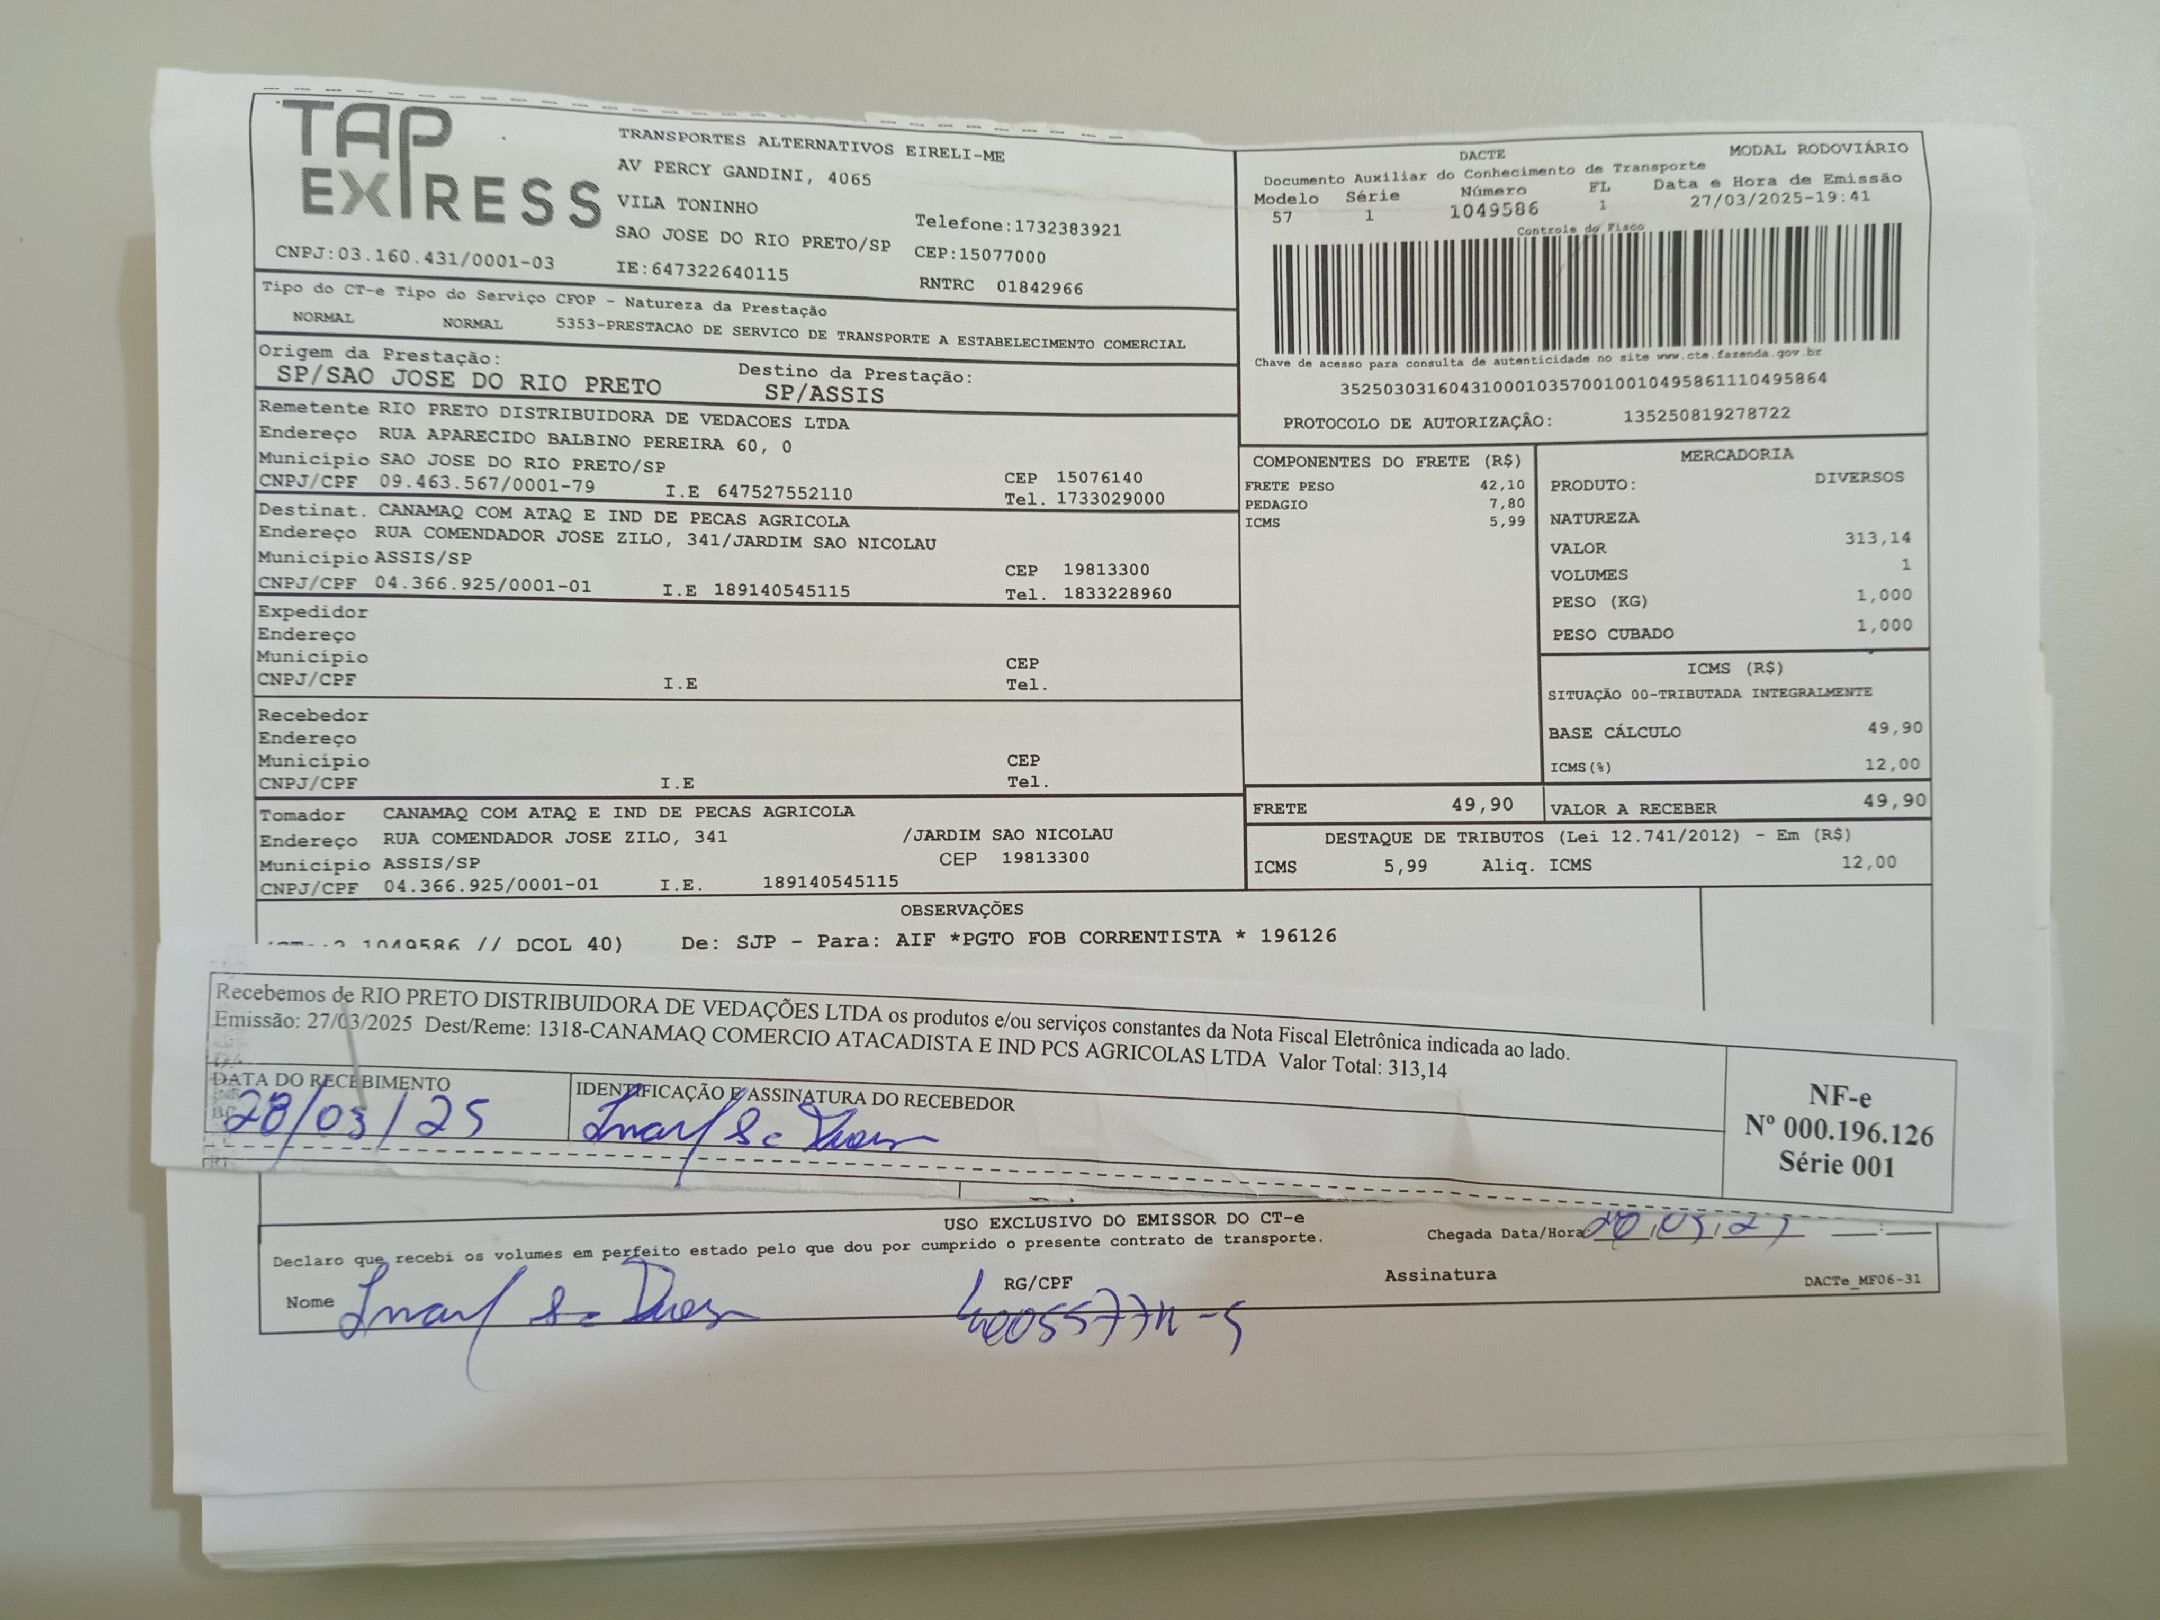 TAP
EXPRESS
TRANSPORTES ALTERNATIVOS EIRELI-ME
AV PERCY GANDINI, 4065
VILA TONINHO
SAO JOSE DO RIO PRETO/SP
Telefone:1732383921
CEP:15077000
CNPJ:03.160.431/0001-03
IE:647322640115
RNTRC 01842966
Tipo do CT-e Tipo do Serviço CFOP - Natureza da Prestação
NORMAL NORMAL 5353-PRESTACAO DE SERVICO DE TRANSPORTE A ESTABELECIMENTO COMERCIAL
Origem da Prestação: Destino da Prestação:
SP/SAO JOSE DO RIO PRETO SP/ASSIS
Remetente RIO PRETO DISTRIBUIDORA DE VEDACOES LTDA
Endereço RUA APARECIDO BALBINO PEREIRA 60, 0
Município SAO JOSE DO RIO PRETO/SP CEP 15076140
CNPJ/CPF 09.463.567/0001-79 I.E 647527552110 Tel. 1733029000
Destinat. CANAMAQ COM ATAQ E IND DE PECAS AGRICOLA
Endereço RUA COMENDADOR JOSE ZILO, 341/JARDIM SAO NICOLAU
Município ASSIS/SP CEP 19813300
CNPJ/CPF 04.366.925/0001-01 I.E 189140545115 Tel. 1833228960
Expedidor
Endereço
Município CEP
CNPJ/CPF I.E Tel.
Recebedor
Endereço
Município CEP
CNPJ/CPF I.E Tel.
Tomador CANAMAQ COM ATAQ E IND DE PECAS AGRICOLA
Endereço RUA COMENDADOR JOSE ZILO, 341 /JARDIM SAO NICOLAU
Município ASSIS/SP CEP 19813300
CNPJ/CPF 04.366.925/0001-01 I.E. 189140545115
DACTE MODAL RODOVIÁRIO
Documento Auxiliar do Conhecimento de Transporte
Modelo Série Número FL Data e Hora de Emissão
57 1 1049586 1 27/03/2025-19:41
Controle do Fisco
Chave de acesso para consulta de autenticidade no site www.cte.fazenda.gov.br
35250303160431000103570010010495861110495864
PROTOCOLO DE AUTORIZAÇÂO: 135250819278722
COMPONENTES DO FRETE (R$)
FRETE PESO 42,10
PEDAGIO 7,80
ICMS 5,99
MERCADORIA
PRODUTO: DIVERSOS
NATUREZA
VALOR 313,14
VOLUMES 1
PESO (KG) 1,000
PESO CUBADO 1,000
ICMS (R$)
SITUAÇÃO 00-TRIBUTADA INTEGRALMENTE
BASE CÁLCULO 49,90
ICMS(%) 12,00
FRETE 49,90 VALOR A RECEBER 49,90
DESTAQUE DE TRIBUTOS (Lei 12.741/2012) - Em (R$)
ICMS 5,99 Aliq. ICMS 12,00
OBSERVAÇÕES
1049586 // DCOL 40) De: SJP - Para: AIF *PGTO FOB CORRENTISTA * 196126
Recebemos de RIO PRETO DISTRIBUIDORA DE VEDAÇÕES LTDA os produtos e/ou serviços constantes da Nota Fiscal Eletrônica indicada ao lado.
Emissão: 27/03/2025 Dest/Reme: 1318-CANAMAQ COMERCIO ATACADISTA E IND PCS AGRICOLAS LTDA Valor Total: 313,14
DATA DO RECEBIMENTO IDENTIFICAÇÃO E ASSINATURA DO RECEBEDOR
28/03/25
NF-e
Nº 000.196.126
Série 001
USO EXCLUSIVO DO EMISSOR DO CT-e
Declaro que recebi os volumes em perfeito estado pelo que dou por cumprido o presente contrato de transporte.
Chegada Data/Hora
Nome RG/CPF Assinatura
DACTe_MF06-31